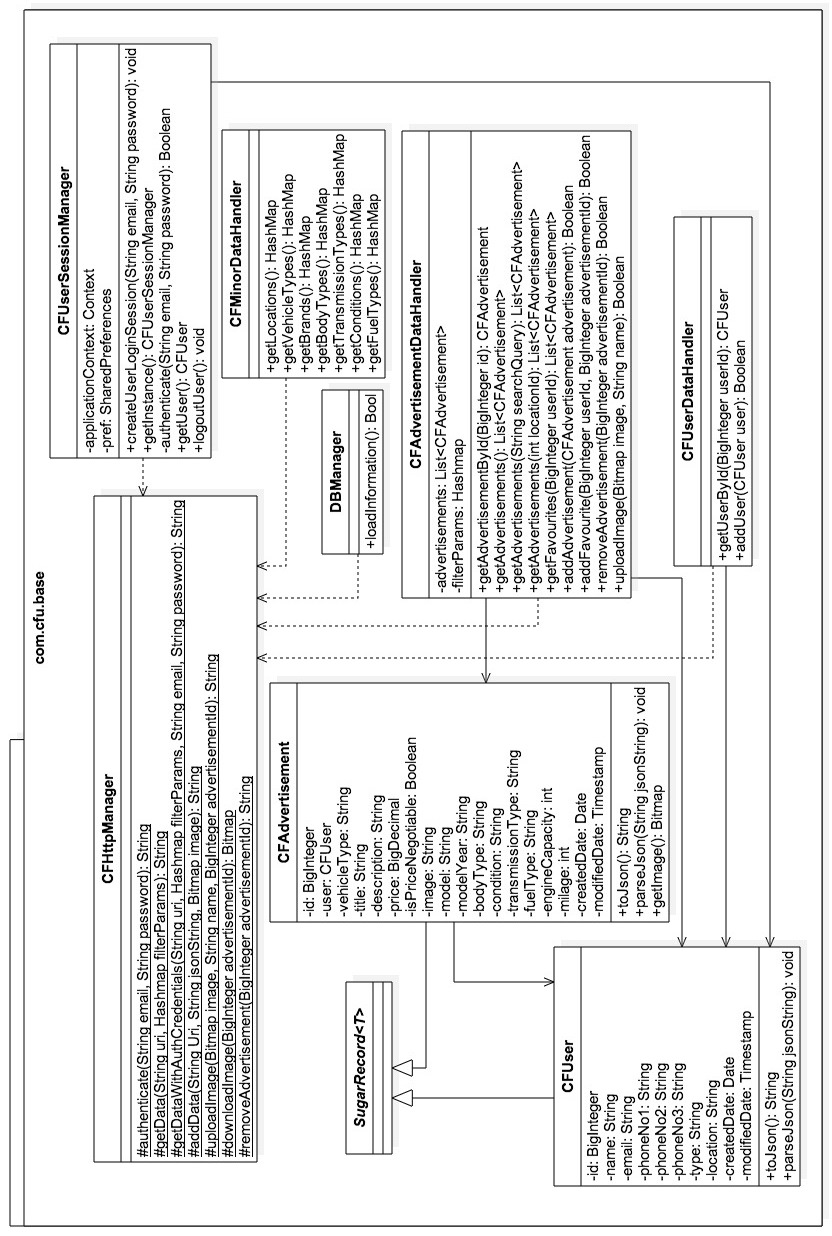 com.cfu.base
CFUserSessionManager
-applicationContext: Context
-pref: SharedPreferences
+createUserLoginSession(String email, String password): void
+getInstance(): CFUserSessionManager
-authenticate(String email, String password): Boolean
+getUser(): CFUser
+logoutUser(): void
CFHttpManager
#authenticate(String email, String password): String
#getData(String uri, Hashmap filterParams): String
#getDataWithAuthCredentials(String uri, Hashmap filterParams, String email, String password): String
#addData(String Uri, String jsonString, Bitmap image): String
#uploadImage(Bitmap image, String name, BigInteger advertisementId): String
#downloadImage(BigInteger advertisementId): Bitmap
#removeAdvertisement(BigInteger advertisementId): String
CFMinorDataHandler
+getLocations(): HashMap
+getVehicleTypes(): HashMap
+getBrands(): HashMap
+getBodyTypes(): HashMap
+getTransmissionTypes(): HashMap
+getConditions(): HashMap
+getFuelTypes(): HashMap
DBManager
+loadInformation(): Bool
CFAdvertisementDataHandler
-advertisements: List<CFAdvertisement>
-filterParams: Hashmap
+getAdvertisementById(BigInteger id): CFAdvertisement
+getAdvertisements(): List<CFAdvertisement>
+getAdvertisements(String searchQuery): List<CFAdvertisement>
+getAdvertisements(int locationId): List<CFAdvertisement>
+getFavourites(BigInteger userId): List<CFAdvertisement>
+addAdvertisement(CFAdvertisement advertisement): Boolean
+addFavourite(BigInteger userId, BigInteger advertisementId): Boolean
+removeAdvertisement(BigInteger advertisementId): Boolean
+uploadImage(Bitmap image, String name): Boolean
CFUserDataHandler
+getUserById(BigInteger userId): CFUser
+addUser(CFUser user): Boolean
CFAdvertisement
-id: BigInteger
-user: CFUser
-vehicleType: String
-title: String
-description: String
-price: BigDecimal
-isPriceNegotiable: Boolean
-image: String
-model: String
-modelYear: String
-bodyType: String
-condition: String
-transmissionType: String
-fuelType: String
-engineCapacity: int
-milage: int
-createdDate: Date
-modifiedDate: Timestamp
+toJson(): String
+parseJson(String jsonString): void
+getImage(): Bitmap
SugarRecord<T>
CFUser
-id: BigInteger
-name: String
-email: String
-phoneNo1: String
-phoneNo2: String
-phoneNo3: String
-type: String
-location: String
-createdDate: Date
-modifiedDate: Timestamp
+toJson(): String
+parseJson(String jsonString): void